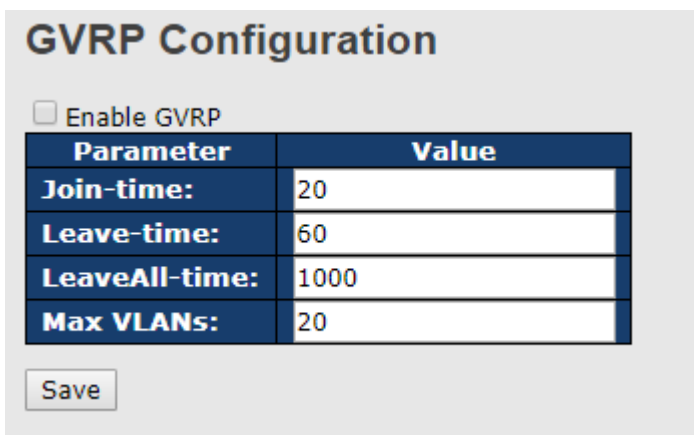 GVRP Configuration
Enable GVRP
Parameter Value
Join-time: 20
Leave-time: 60
LeaveAll-time: 1000
Max VLANs: 20
Save